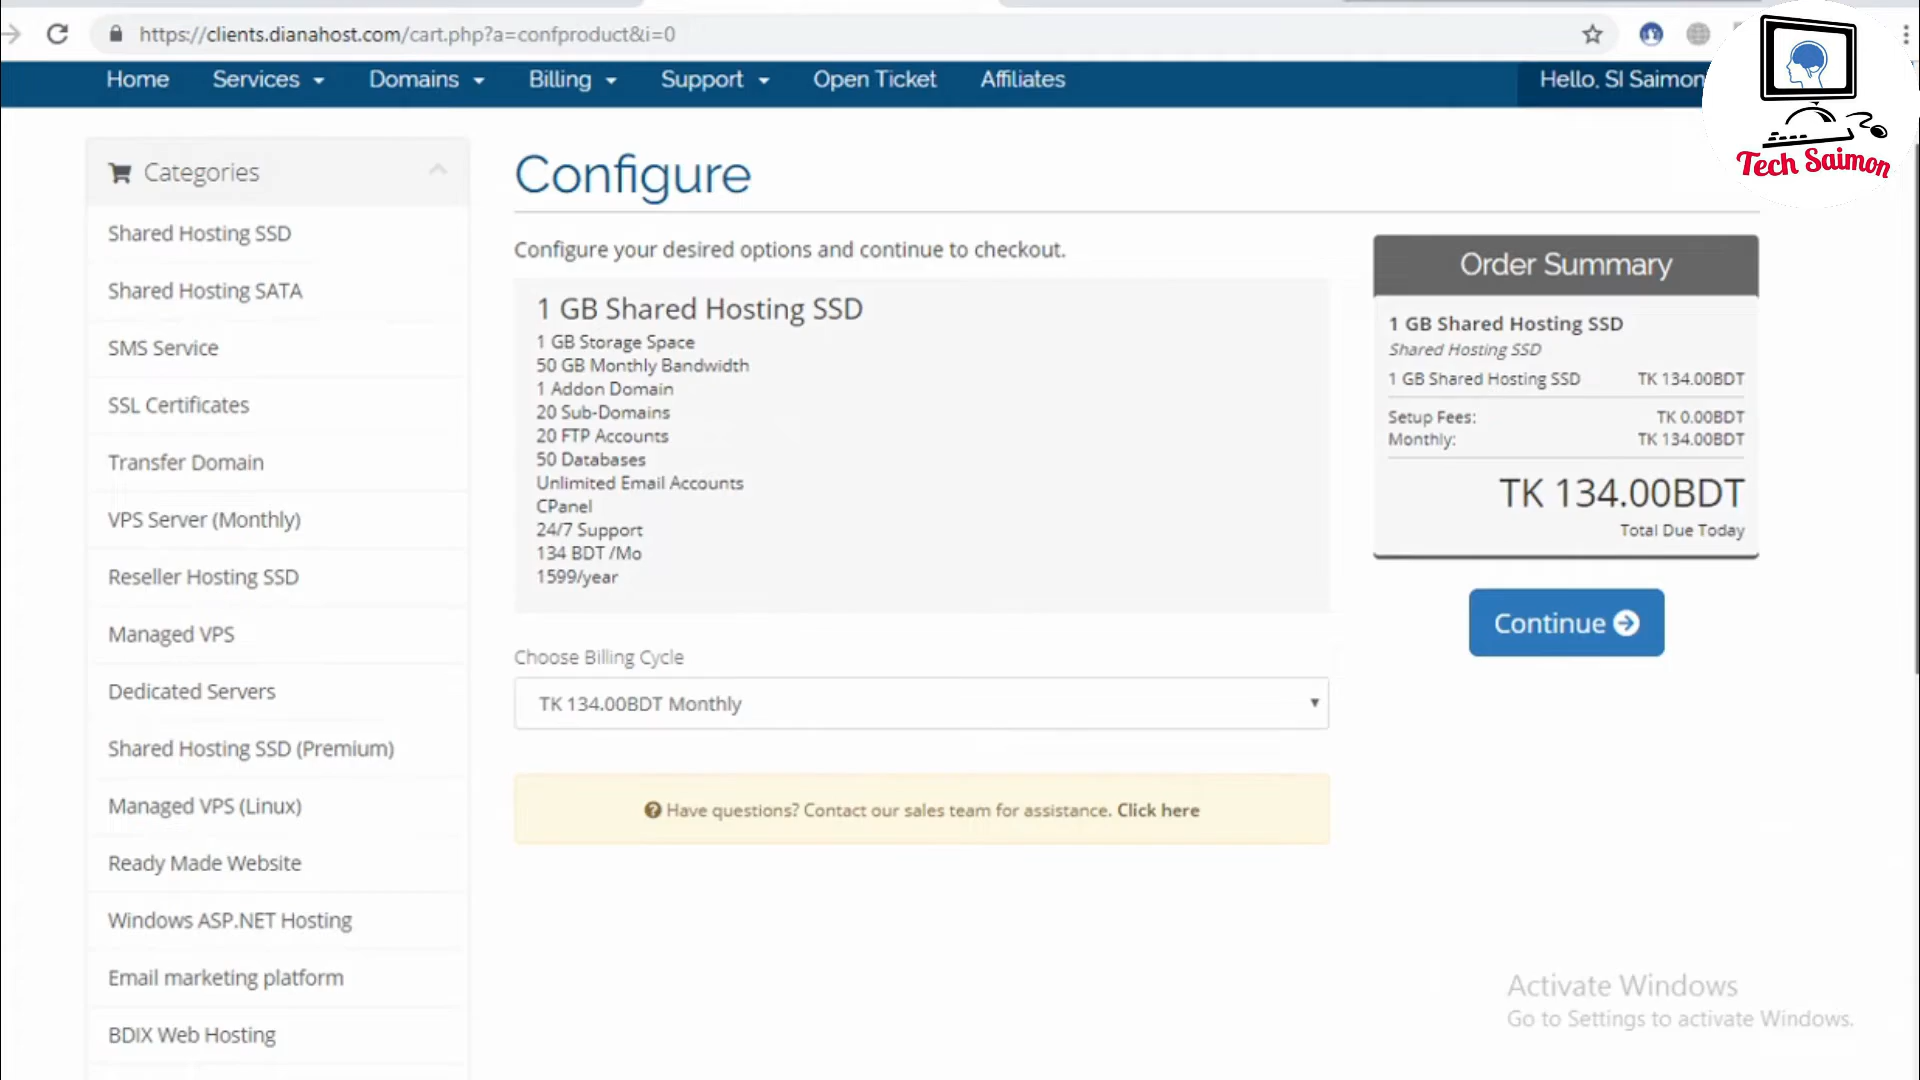 https://clients.dianahost.com/cart.php?a=confproduct&i=0
Home Services Domains Billing Support Open Ticket Affiliates Hello, SI Saimon
Tech Saimon
Categories
Shared Hosting SSD
Shared Hosting SATA
SMS Service
SSL Certificates
Transfer Domain
VPS Server (Monthly)
Reseller Hosting SSD
Managed VPS
Dedicated Servers
Shared Hosting SSD (Premium)
Managed VPS (Linux)
Ready Made Website
Windows ASP.NET Hosting
Email marketing platform
BDIX Web Hosting
Configure
Configure your desired options and continue to checkout.
1 GB Shared Hosting SSD
1 GB Storage Space
50 GB Monthly Bandwidth
1 Addon Domain
20 Sub-Domains
20 FTP Accounts
50 Databases
Unlimited Email Accounts
CPanel
24/7 Support
134 BDT /Mo
1599/year
Choose Billing Cycle
TK 134.00BDT Monthly
Have questions? Contact our sales team for assistance. Click here
Order Summary
1 GB Shared Hosting SSD
Shared Hosting SSD
1 GB Shared Hosting SSD TK 134.00BDT
Setup Fees: TK 0.00BDT
Monthly: TK 134.00BDT
TK 134.00BDT
Total Due Today
Continue
Activate Windows
Go to Settings to activate Windows.